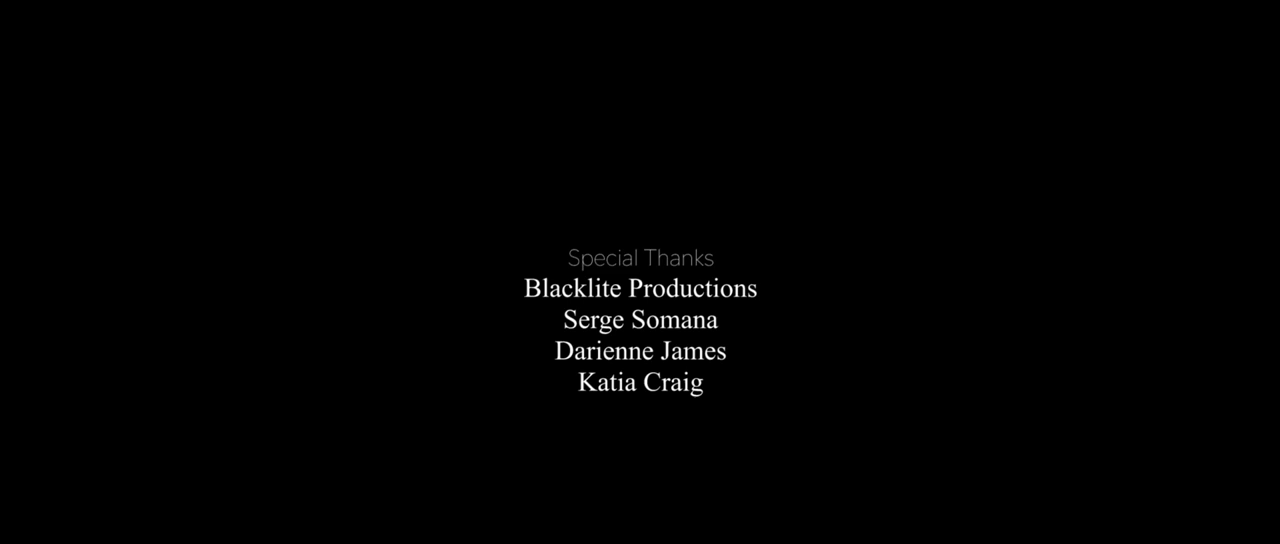 Special Thanks
Blacklite Productions
Serge Somana
Darienne James
Katia Craig